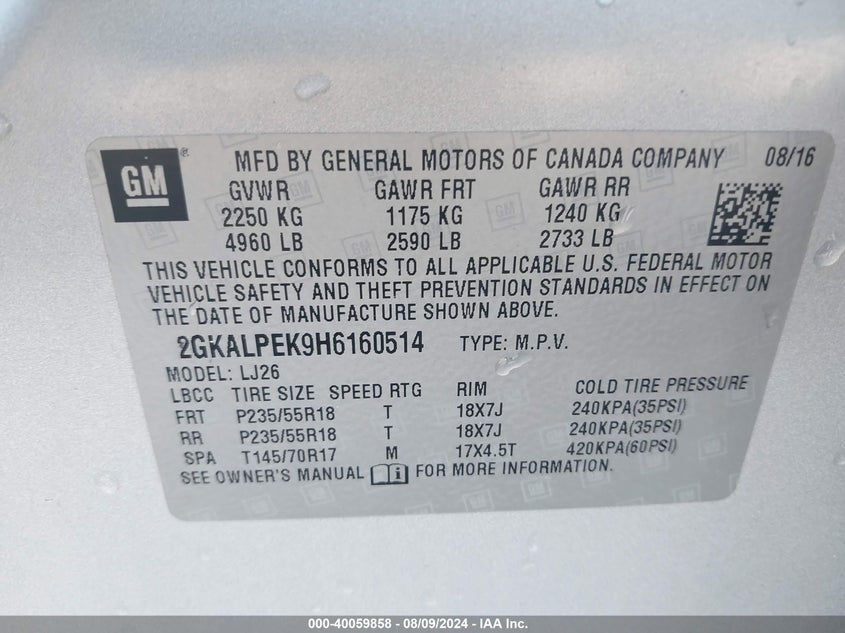 GM ® MFD BY GENERAL MOTORS OF CANADA COMPANY 08/16
GVWR GAWR FRT GAWR RR
2250 KG 1175 KG 1240 KG
4960 LB 2590 LB 2733 LB
THIS VEHICLE CONFORMS TO ALL APPLICABLE U.S. FEDERAL MOTOR
VEHICLE SAFETY AND THEFT PREVENTION STANDARDS IN EFFECT ON
THE DATE OF MANUFACTURE SHOWN ABOVE.
2GKALPEK9H6160514 TYPE: M.P.V.
MODEL: LJ26
LBCC TIRE SIZE SPEED RTG RIM COLD TIRE PRESSURE
FRT P235/55R18 T 18X7J 240KPA(35PSI)
RR P235/55R18 T 18X7J 240KPA(35PSI)
SPA T145/70R17 M 17X4.5T 420KPA(60PSI)
SEE OWNER'S MANUAL FOR MORE INFORMATION.
000-40059858 - 08/09/2024 - IAA Inc.